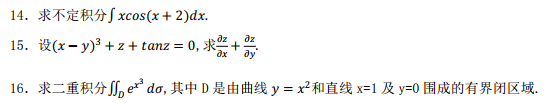 14．求不定积分∫ xcos(x + 2)dx.
15．设(x − y)³ + z + tanz = 0, 求∂z/∂x + ∂z/∂y.
16．求二重积分∬_D e^{x³} dσ, 其中 D 是由曲线 y = x²和直线 x=1 及 y=0 围成的有界闭区域.